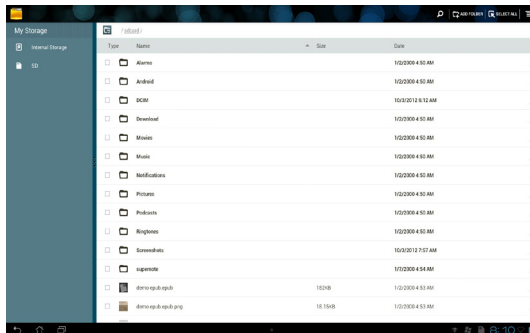 ADD FOLDER SELECT ALL
My Storage / sdcard /
Internal Storage Type Name Size Date
SD
Alarms 1/2/2000 4:50 AM
Android 1/2/2000 4:50 AM
DCIM 10/3/2012 8:12 AM
Download 1/2/2000 4:50 AM
Movies 1/2/2000 4:50 AM
Music 1/2/2000 4:50 AM
Notifications 1/2/2000 4:50 AM
Pictures 1/2/2000 4:50 AM
Podcasts 1/2/2000 4:50 AM
Ringtones 1/2/2000 4:50 AM
Screenshots 10/3/2012 7:57 AM
supernote 1/7/2000 4:54 AM
demo-epub.epub 182KB 1/2/2000 4:53 AM
demo-epub.epub.png 18.15KB 1/2/2000 4:53 AM
8:10